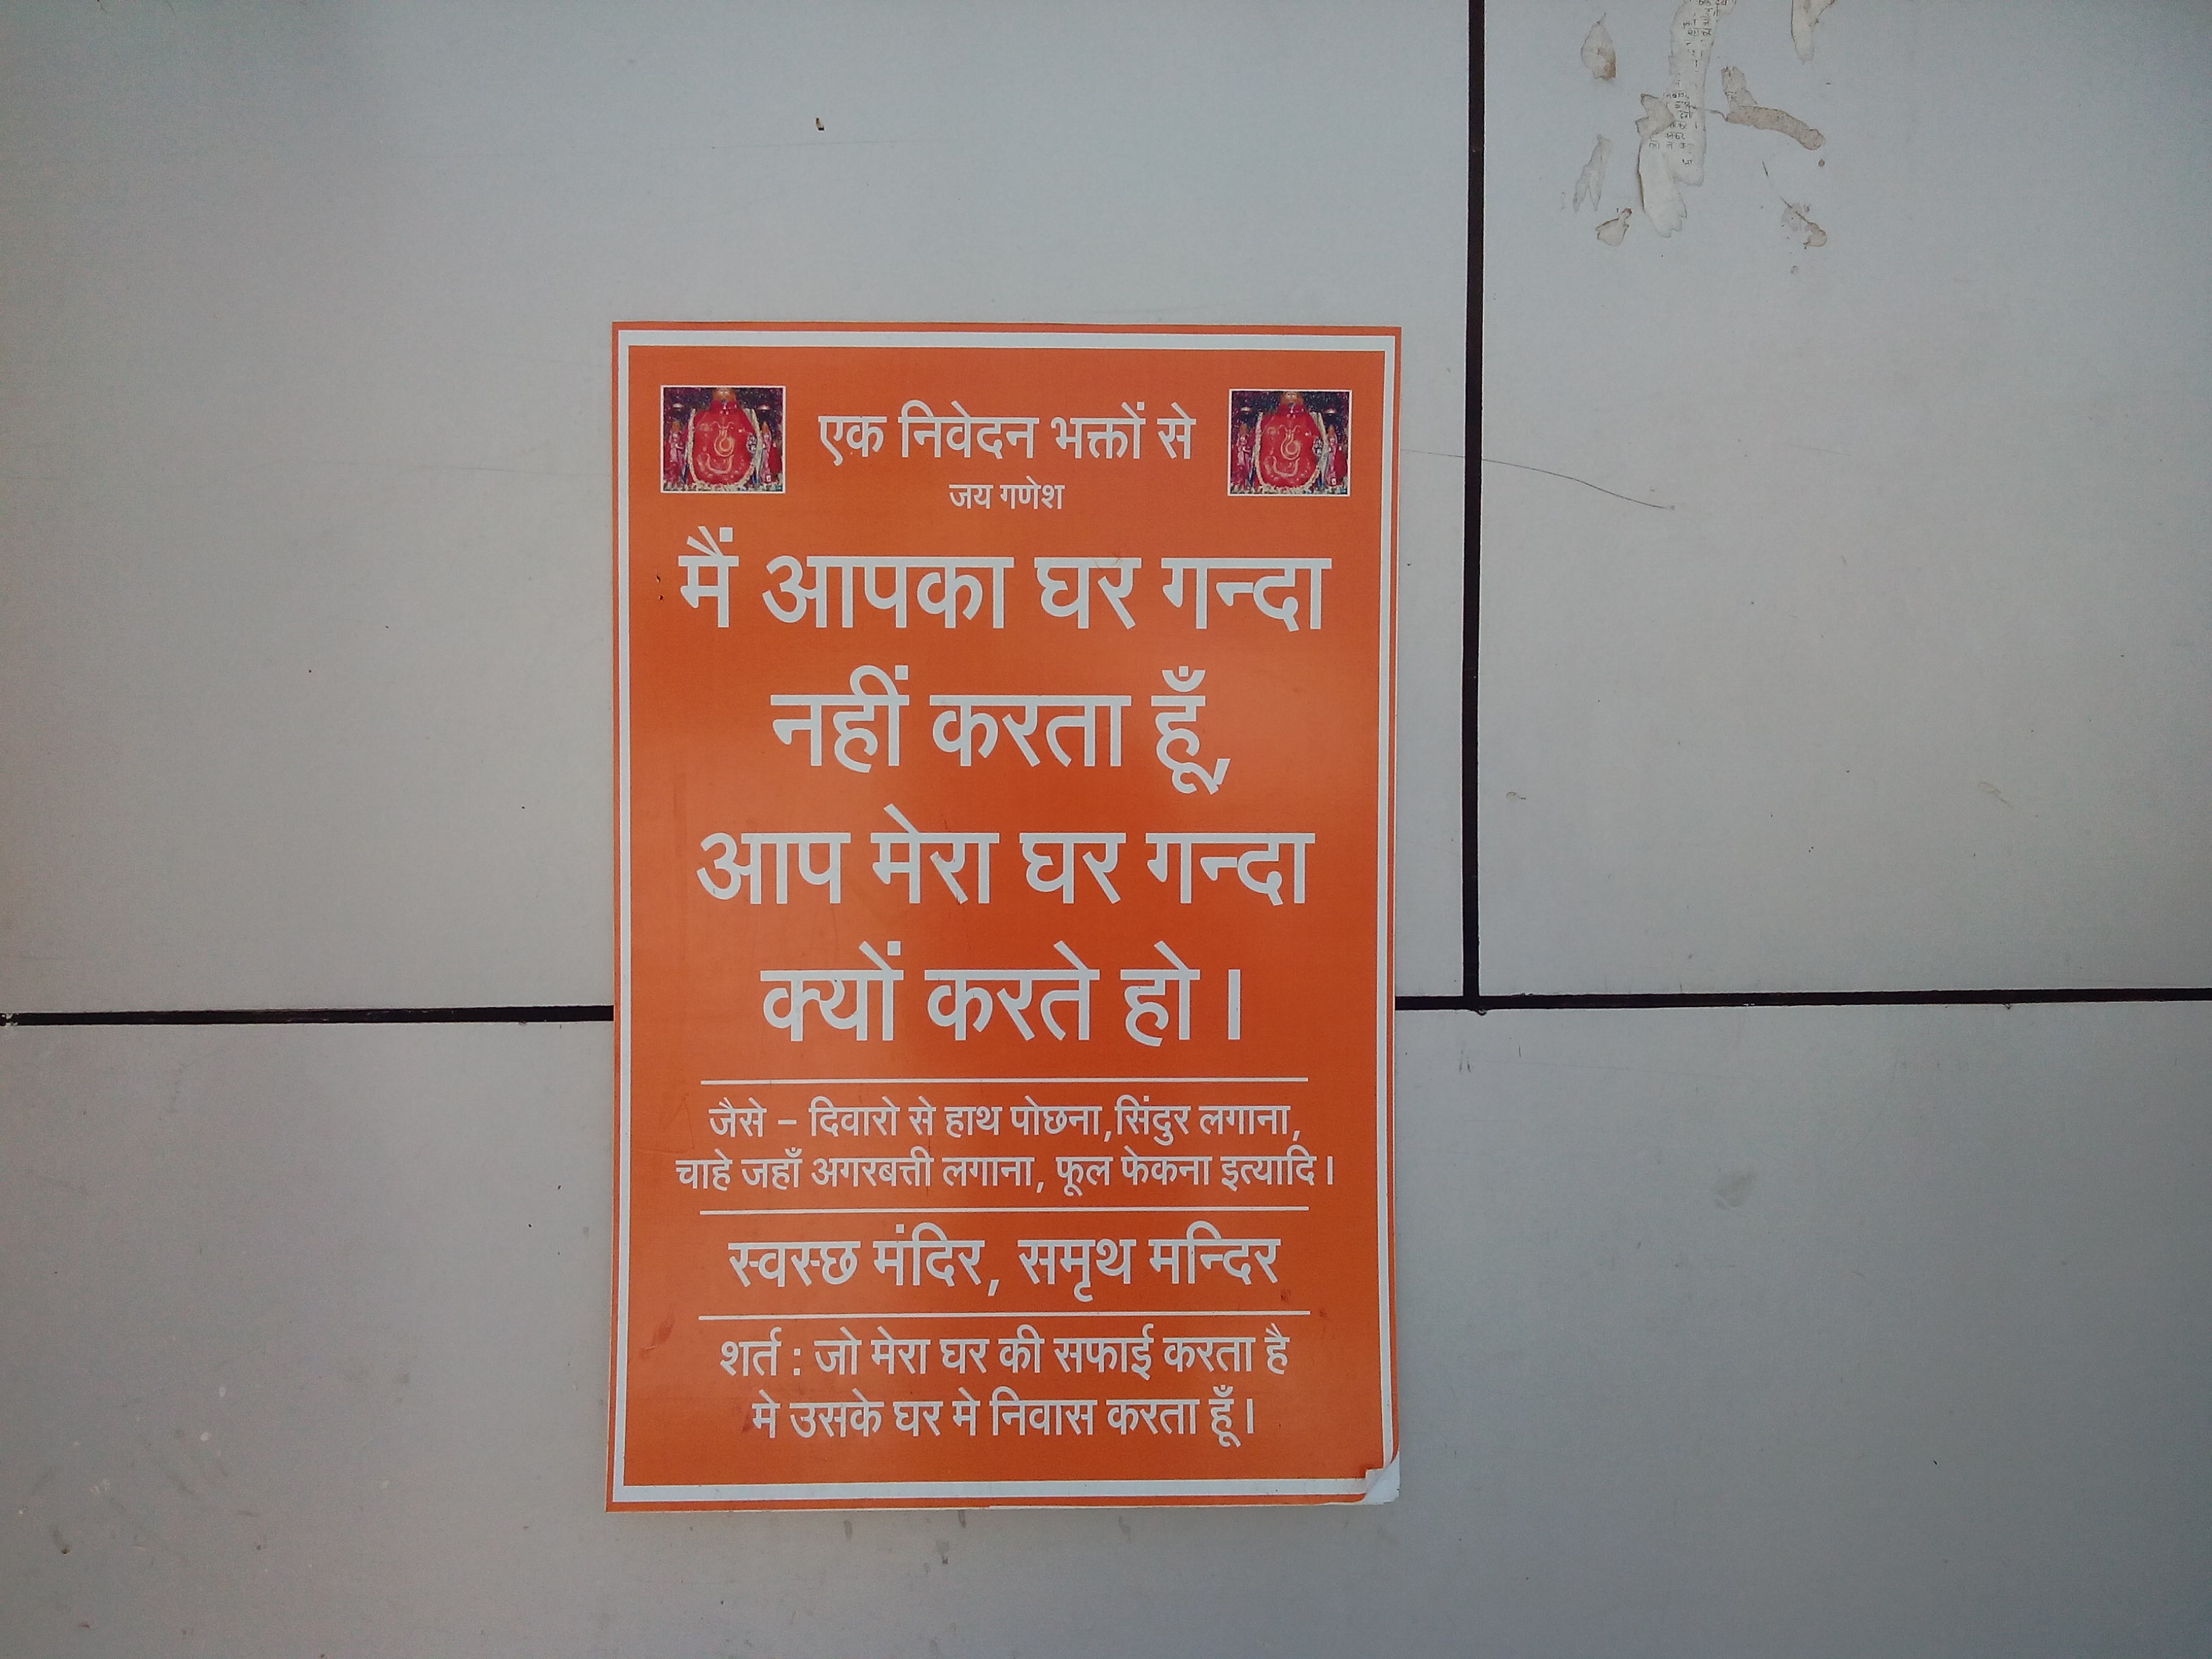 एक निवेदन भक्तों से
जय गणेश
मैं आपका घर गन्दा
नहीं करता हूँ,
आप मेरा घर गन्दा
क्यों करते हो।
जैसे – दिवारो से हाथ पोछना,सिंदुर लगाना,
चाहे जहाँ अगरबत्ती लगाना, फूल फेकना इत्यादि।
स्वस्छ मंदिर, समृथ मन्दिर
शर्त : जो मेरा घर की सफाई करता है
मे उसके घर मे निवास करता हूँ।